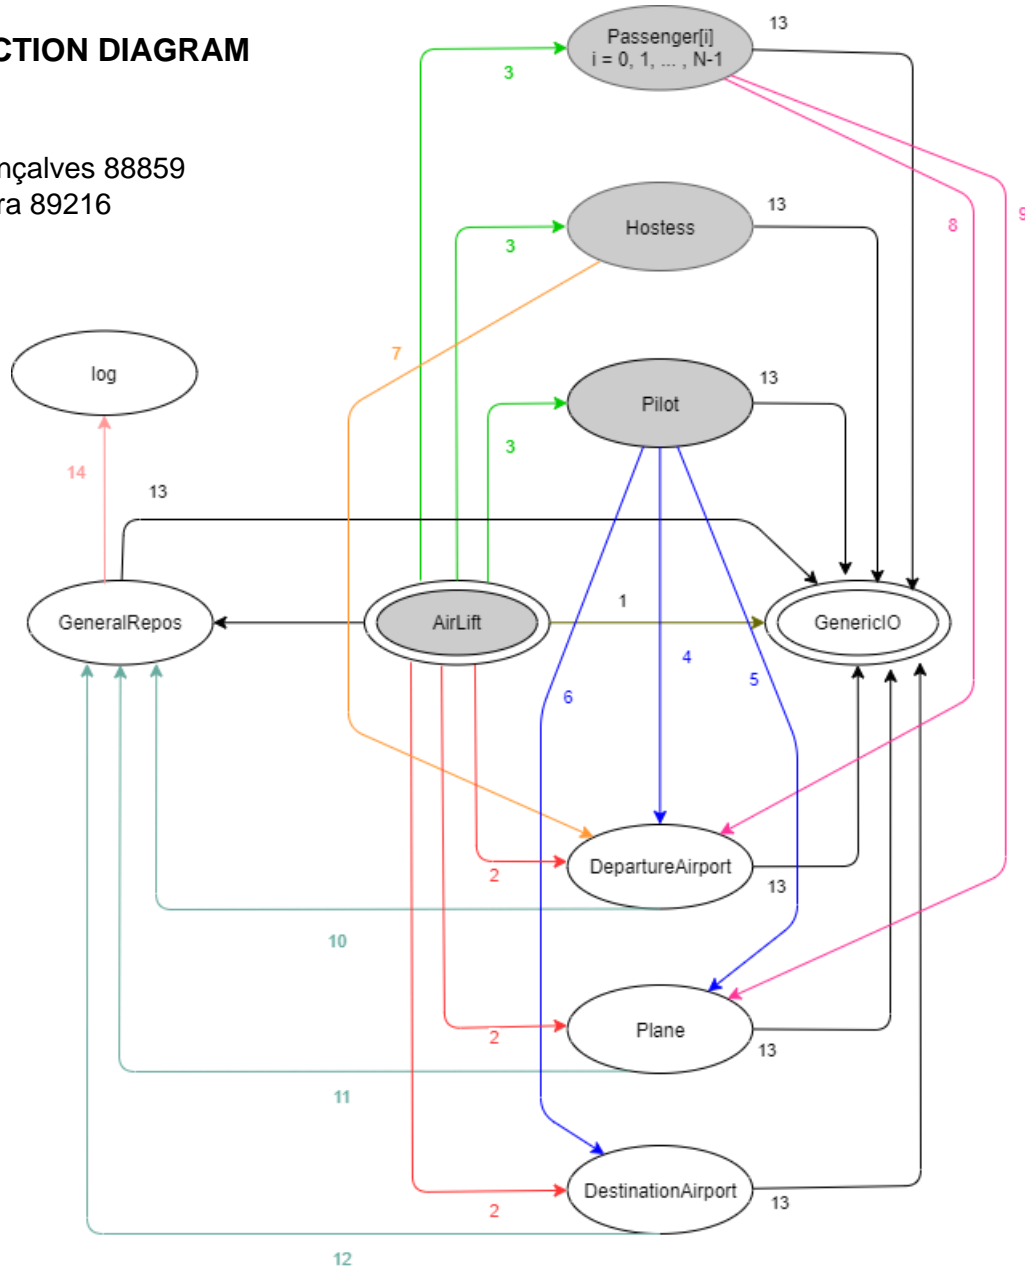 CTION DIAGRAM
nçalves 88859
ra 89216
Passenger[i]
i = 0, 1, ... , N-1
13
3
8
9
Hostess
13
3
7
log
Pilot
13
3
14
13
GeneralRepos
AirLift
1
GenericIO
4
5
6
DepartureAirport
2
13
10
Plane
2
13
11
DestinationAirport
2
13
12